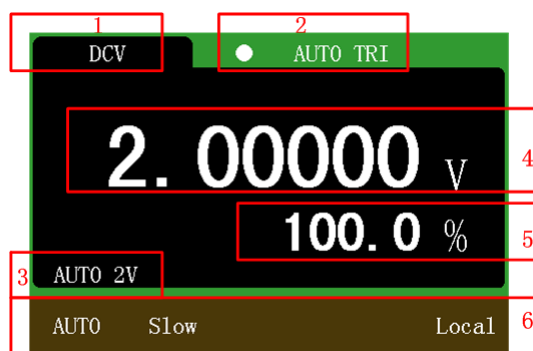 1 2
DCV AUTO TRI
2.00000 V 4
100.0 % 5
3 AUTO 2V
AUTO Slow Local 6